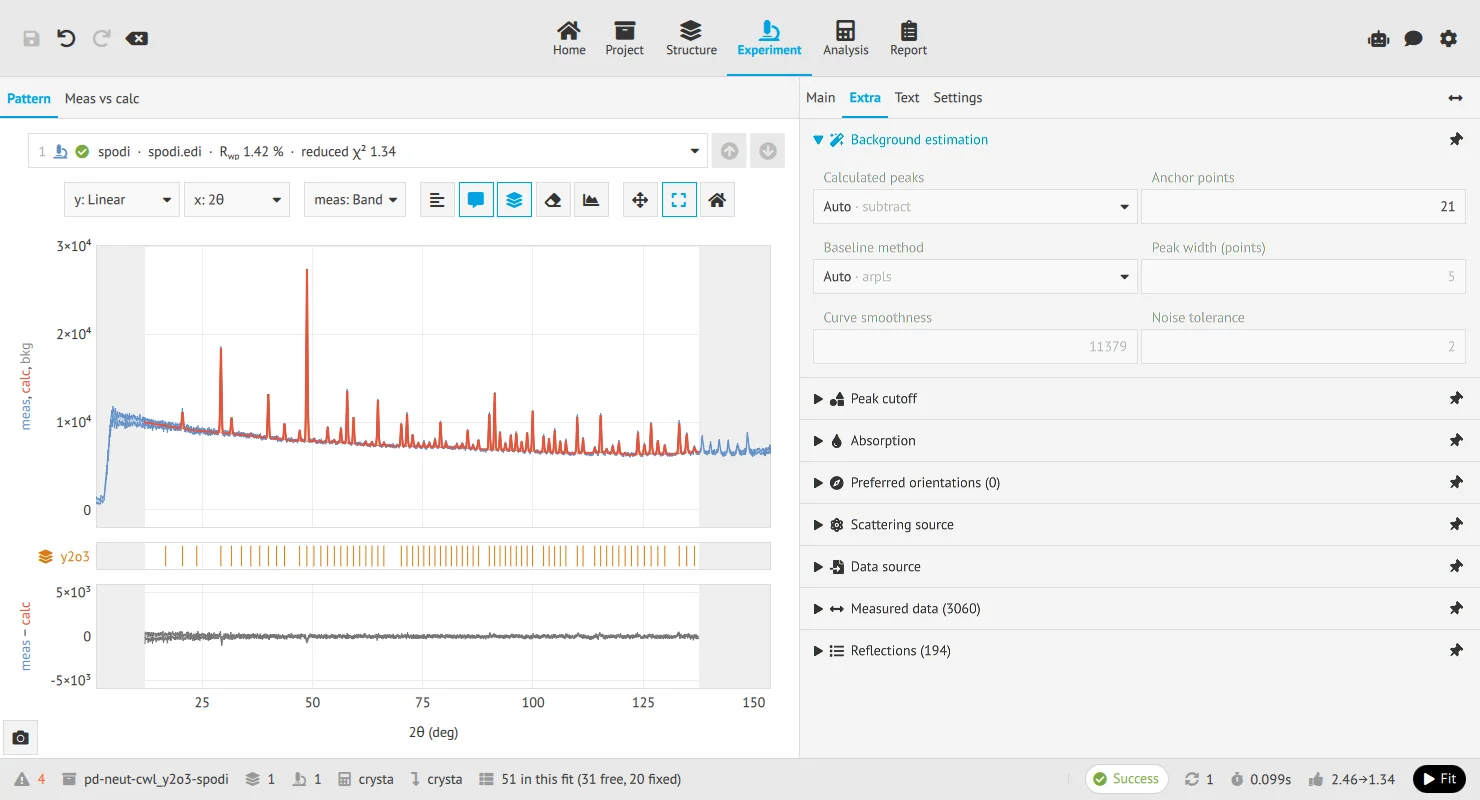 Home Project Structure Experiment Analysis Report
Pattern Meas vs calc
Main Extra Text Settings
1 spodi · spodi.edi · Rwp 1.42 % · reduced χ² 1.34
y: Linear x: 2θ meas: Band
3×10⁴
2×10⁴
1×10⁴
0
meas, calc, bkg
y2o3
5×10³
0
-5×10³
meas − calc
25 50 75 100 125 150
2θ (deg)
Background estimation
Calculated peaks Anchor points
Auto · subtract 21
Baseline method Peak width (points)
Auto · arpls 5
Curve smoothness Noise tolerance
11379 2
Peak cutoff
Absorption
Preferred orientations (0)
Scattering source
Data source
Measured data (3060)
Reflections (194)
4 pd-neut-cwl_y2o3-spodi 1 1 crysta crysta 51 in this fit (31 free, 20 fixed) Success 1 0.099s 2.46→1.34 Fit